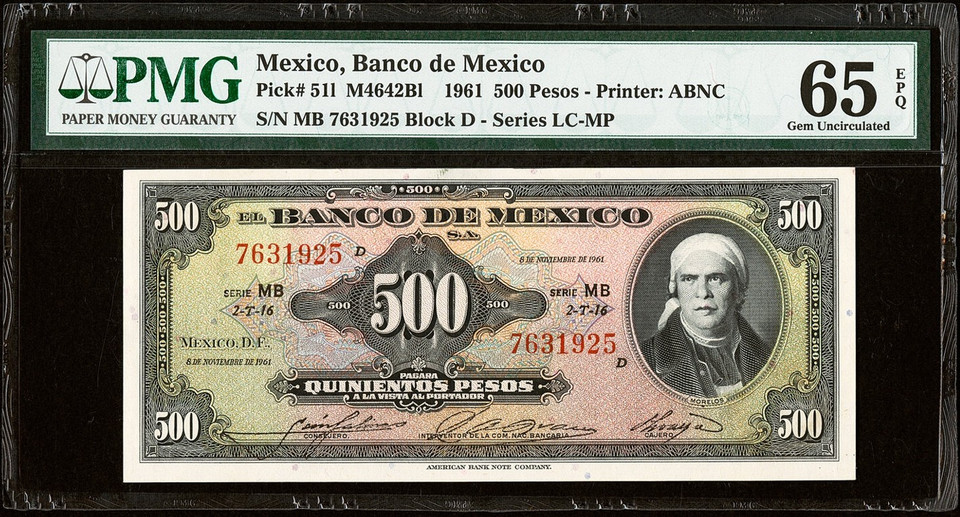 PMG
PAPER MONEY GUARANTY
Mexico, Banco de Mexico
Pick# 51l M4642Bl 1961 500 Pesos - Printer: ABNC
S/N MB 7631925 Block D - Series LC-MP
65 EPQ
Gem Uncirculated
500
500 500
EL BANCO DE MEXICO
S.A.
7631925 D
8 DE NOVIEMBRE DE 1961
SERIE MB
2-T-16
500 500 500
SERIE MB
2-T-16
MEXICO, D.F.,
8 DE NOVIEMBRE DE 1961
7631925
D
PAGARA
QUINIENTOS PESOS
A LA VISTA AL PORTADOR
MORELOS
500 500
CONSEJERO.
INTERVENTOR DE LA COM. NAC. BANCARIA.
CAJERO.
AMERICAN BANK NOTE COMPANY.